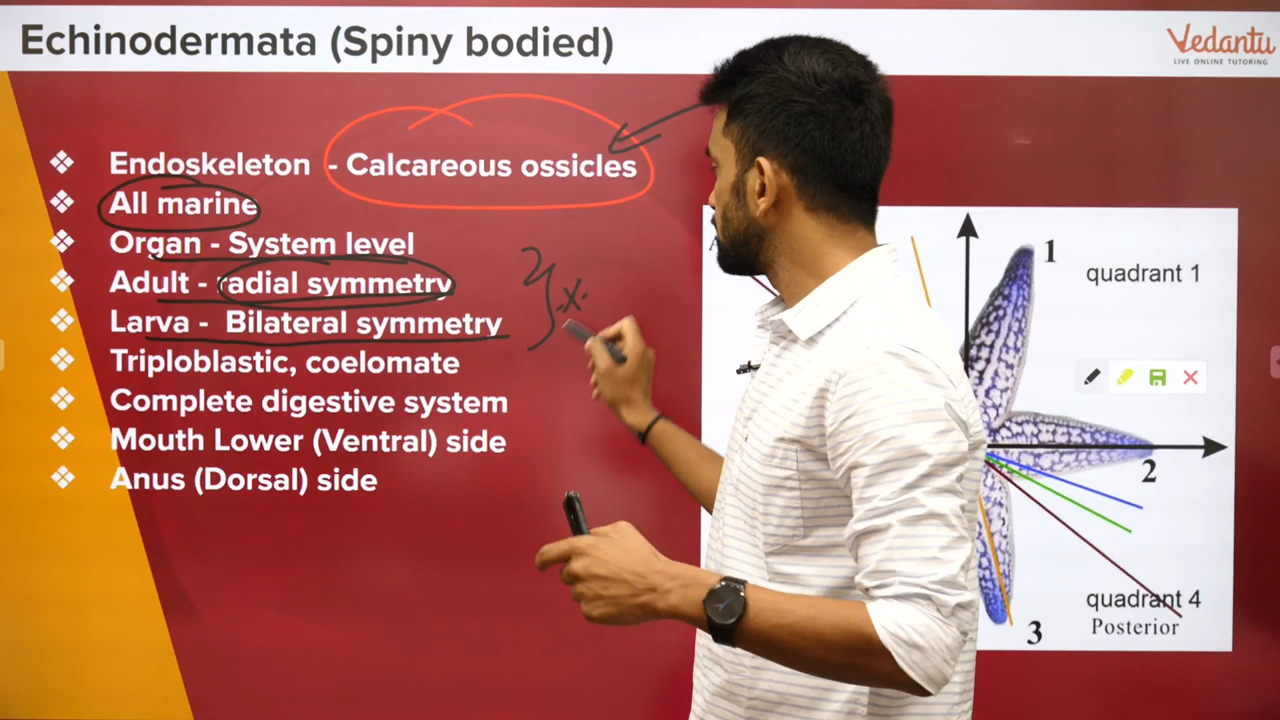 Echinodermata (Spiny bodied)
Vedantu
LIVE ONLINE TUTORING
❖ Endoskeleton - Calcareous ossicles
❖ All marine
❖ Organ - System level
❖ Adult - radial symmetry
❖ Larva - Bilateral symmetry
❖ Triploblastic, coelomate
❖ Complete digestive system
❖ Mouth Lower (Ventral) side
❖ Anus (Dorsal) side
1
quadrant 1
2
quadrant 4
Posterior
3